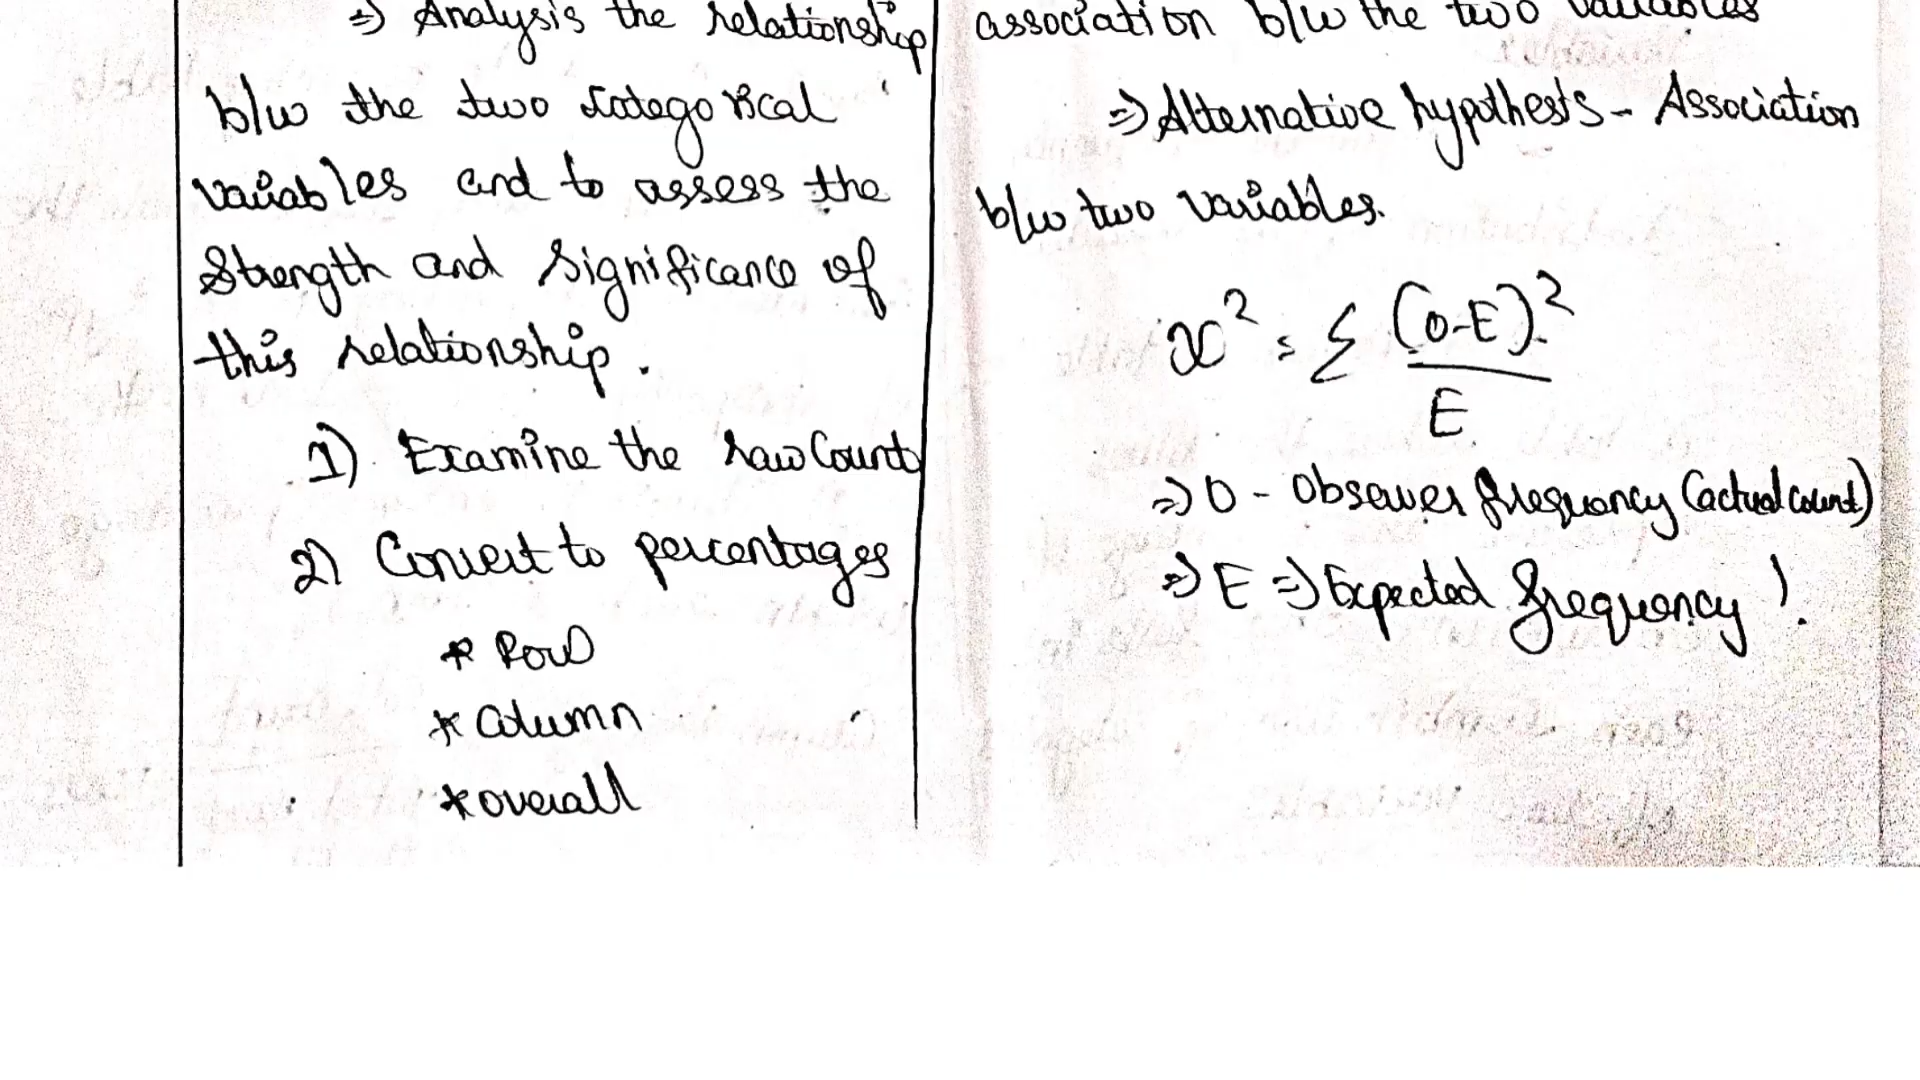 => Analysis the relationship
b/w the two categorical
variables and to assess the
Strength and significance of
this relationship.
1) Examine the raw Count
2) Convert to percentages
* Row
* Column
* overall
association b/w the two variables
=> Alternative hypothesis - Association
b/w two variables.
x² = Σ (O-E)²
E
=> O - Observer frequency (actual count)
=> E => Expected frequency !.